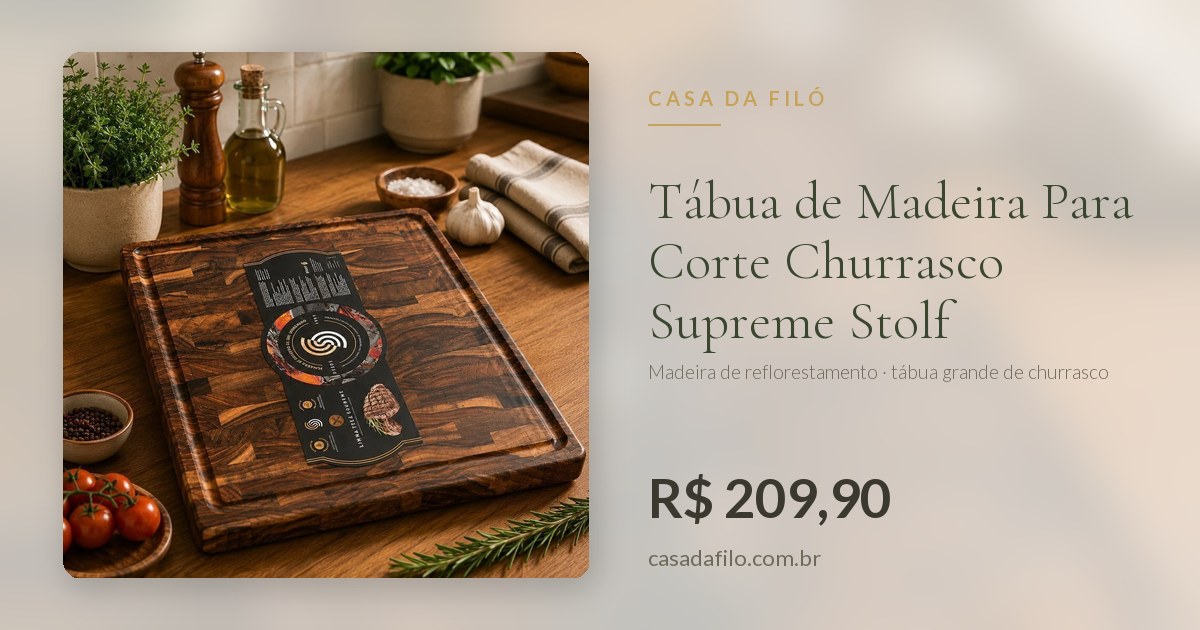 CASA DA FILÓ
Tábua de Madeira Para
Corte Churrasco
Supreme Stolf
Madeira de reflorestamento · tábua grande de churrasco
R$ 209,90
casadafilo.com.br